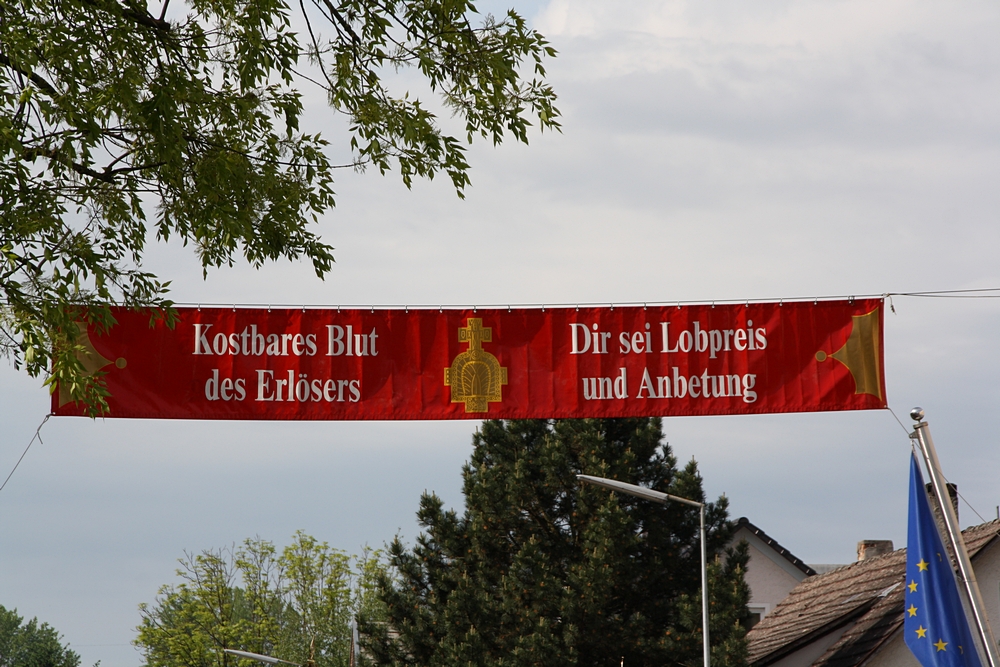 Kostbares Blut
des Erlösers
Dir sei Lobpreis
und Anbetung